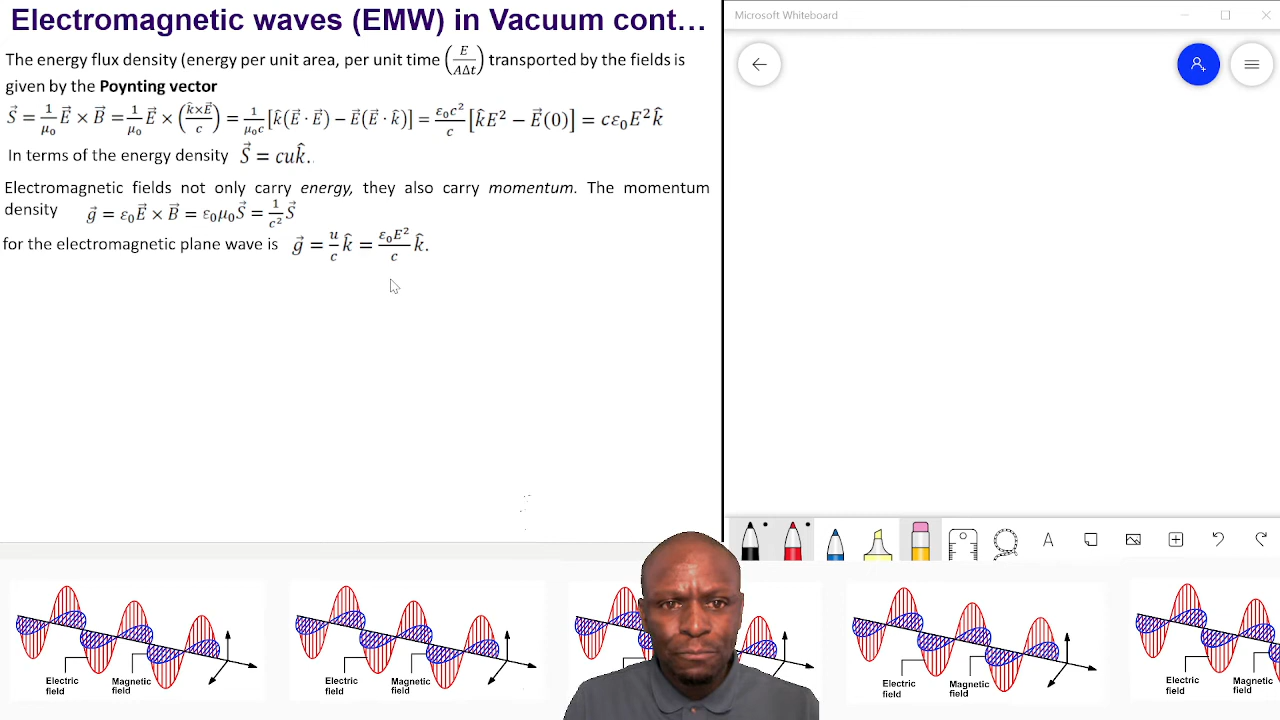 Electromagnetic waves (EMW) in Vacuum cont…
Microsoft Whiteboard
The energy flux density (energy per unit area, per unit time (E/AΔt) transported by the fields is
given by the Poynting vector
S⃗ = 1/μ₀ E⃗ × B⃗ = 1/μ₀ E⃗ × (k̂×E⃗/c) = 1/μ₀c [k̂(E⃗ · E⃗) − E⃗(E⃗ · k̂)] = ε₀c²/c [k̂E² − E⃗(0)] = cε₀E²k̂
In terms of the energy density S⃗ = cuk̂.
Electromagnetic fields not only carry energy, they also carry momentum. The momentum
density g⃗ = ε₀E⃗ × B⃗ = ε₀μ₀S⃗ = 1/c² S⃗
for the electromagnetic plane wave is g⃗ = u/c k̂ = ε₀E²/c k̂.
A
Electric field
Magnetic field
Electric field
Magnetic field
Electric field
Magnetic field
Electric field
Magnetic field